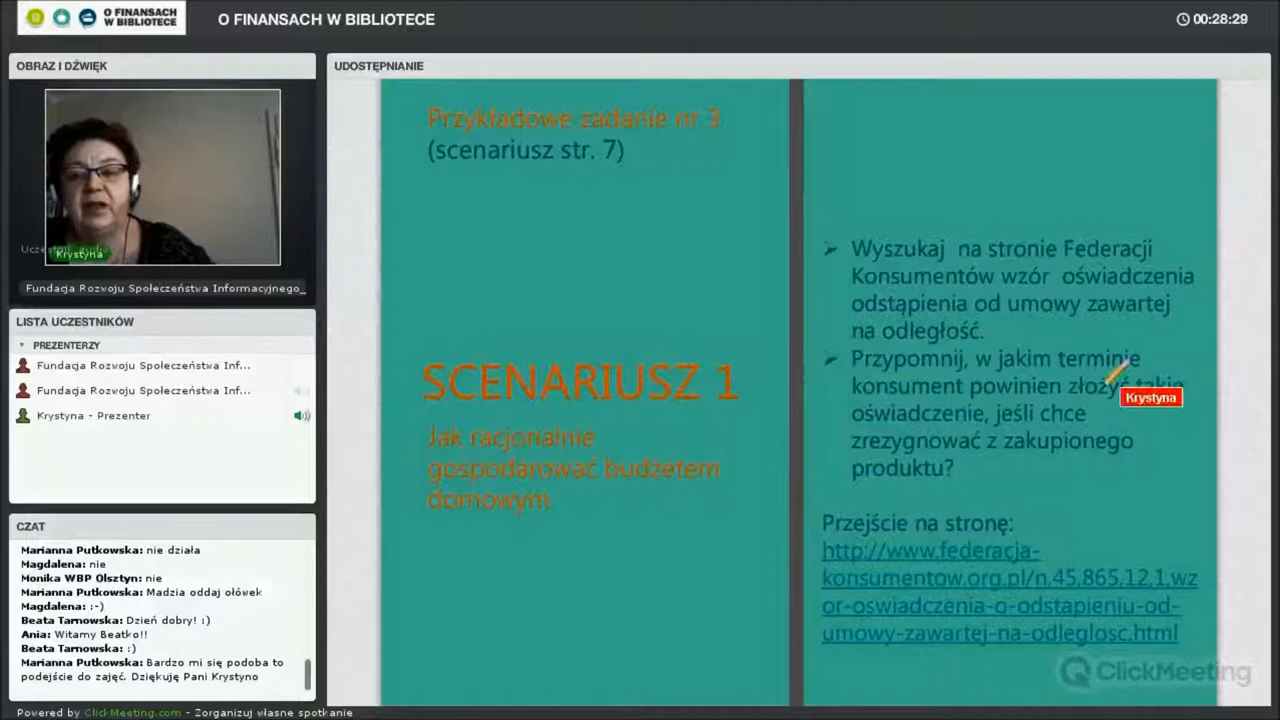 O FINANSACH
W BIBLIOTECE
O FINANSACH W BIBLIOTECE
00:28:29
OBRAZ I DŹWIĘK
Krystyna
Fundacja Rozwoju Społeczeństwa Informacyjnego_
LISTA UCZESTNIKÓW
PREZENTERZY
Fundacja Rozwoju Społeczeństwa Inf...
Fundacja Rozwoju Społeczeństwa Inf...
Krystyna - Prezenter
CZAT
Marianna Putkowska: nie działa
Magdalena: nie
Monika WBP Olsztyn: nie
Marianna Putkowska: Madzia oddaj ołówek
Magdalena: :-)
Beata Tarnowska: Dzień dobry! :)
Ania: Witamy Beatko!!
Beata Tarnowska: :)
Marianna Putkowska: Bardzo mi się podoba to
podejście do zajęć. Dziękuję Pani Krystyno
Powered by ClickMeeting.com - Zorganizuj własne spotkanie
UDOSTĘPNIANIE
Przykładowe zadanie nr 3
(scenariusz str. 7)
SCENARIUSZ 1
Jak racjonalnie
gospodarować budżetem
domowym
➢ Wyszukaj na stronie Federacji
Konsumentów wzór oświadczenia
odstąpienia od umowy zawartej
na odległość.
➢ Przypomnij, w jakim terminie
konsument powinien złożyć takie
Krystyna
oświadczenie, jeśli chce
zrezygnować z zakupionego
produktu?
Przejście na stronę:
http://www.federacja-
konsumentow.org.pl/n,45,865,12,1,wz
or-oswiadczenia-o-odstapieniu-od-
umowy-zawartej-na-odleglosc.html
ClickMeeting